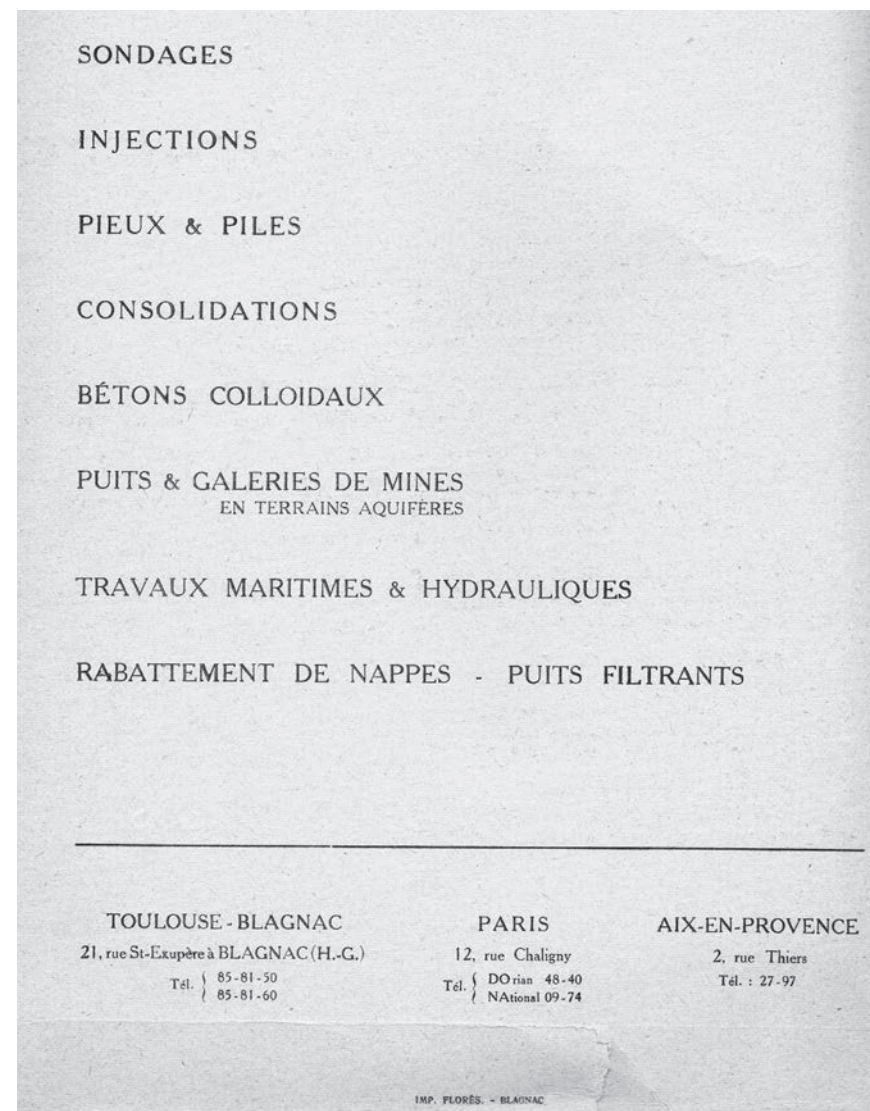 SONDAGES
INJECTIONS
PIEUX & PILES
CONSOLIDATIONS
BÉTONS COLLOIDAUX
PUITS & GALERIES DE MINES
EN TERRAINS AQUIFÈRES
TRAVAUX MARITIMES & HYDRAULIQUES
RABATTEMENT DE NAPPES - PUITS FILTRANTS
TOULOUSE-BLAGNAC
21, rue St-Exupère à BLAGNAC (H.-G.)
Tél. { 85-81-50
85-81-60
PARIS
12, rue Chaligny
Tél. { DOrian 48-40
NAtional 09-74
AIX-EN-PROVENCE
2, rue Thiers
Tél. : 27-97
IMP. FLORÈS. - BLAGNAC